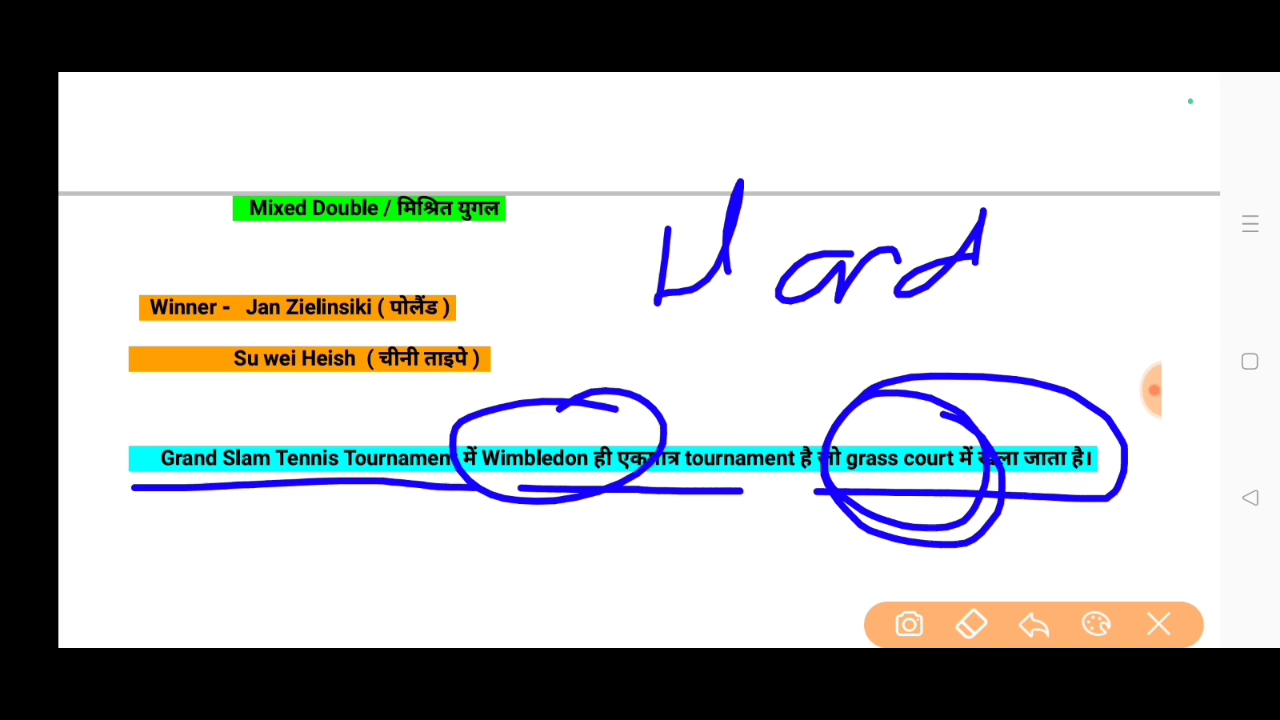 Mixed Double / मिश्रित युगल
Hard
Winner - Jan Zielinsiki ( पोलैंड )
Su wei Heish ( चीनी ताइपे )
Grand Slam Tennis Tournament में Wimbledon ही एकमात्र tournament है जो grass court में खेला जाता है।